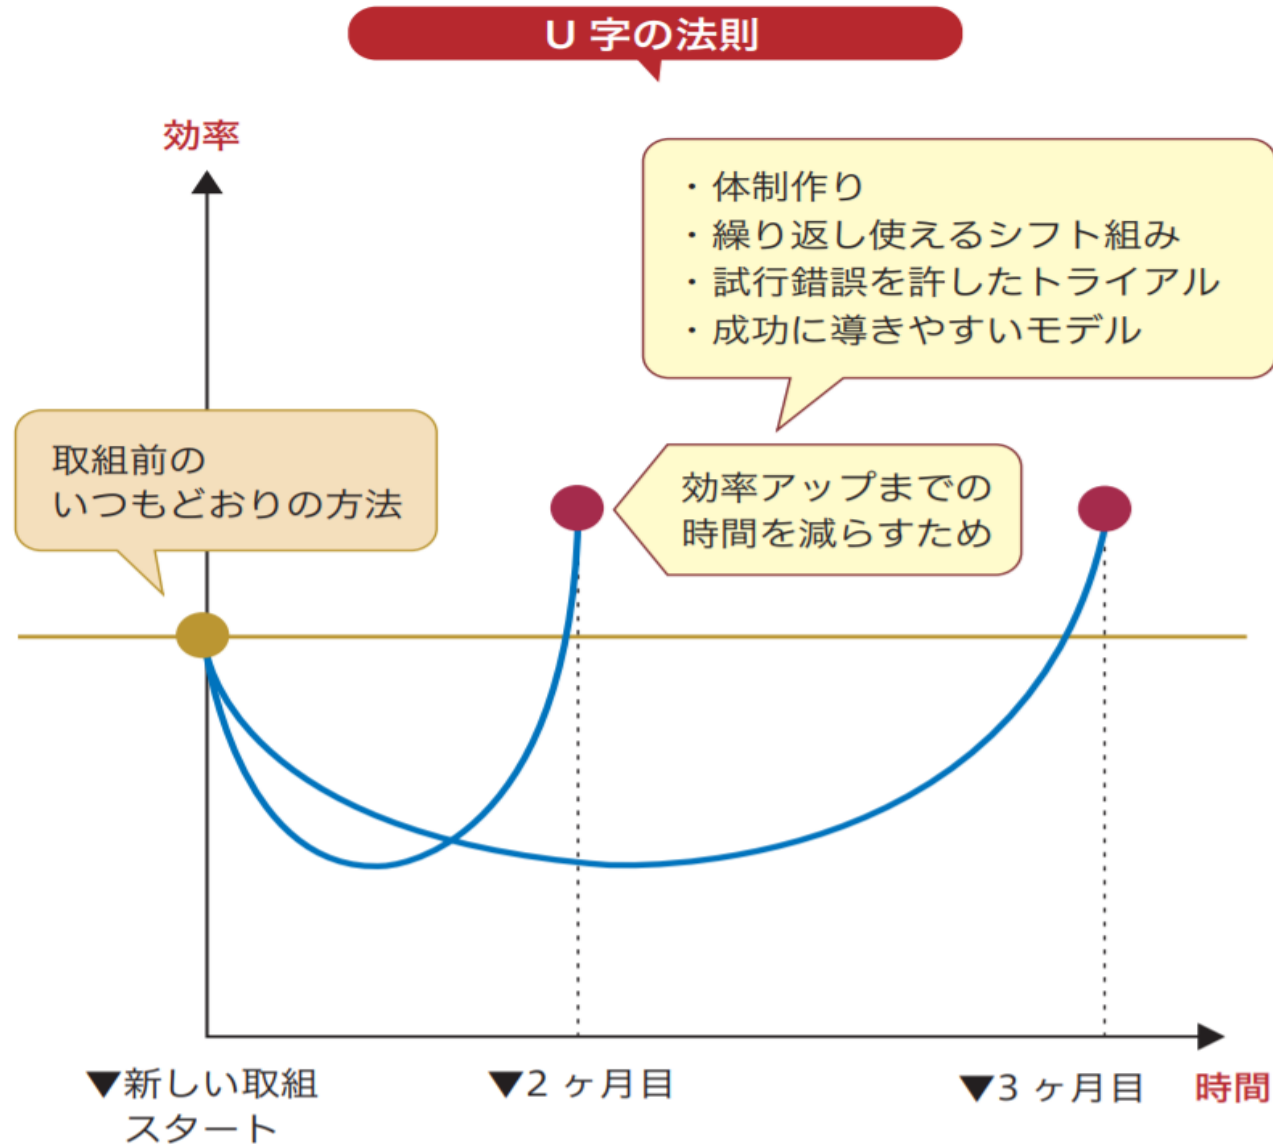 U 字の法則
効率
・体制作り
・繰り返し使えるシフト組み
・試行錯誤を許したトライアル
・成功に導きやすいモデル
取組前の
いつもどおりの方法
効率アップまでの
時間を減らすため
▼新しい取組
スタート
▼2 ヶ月目
▼3 ヶ月目
時間